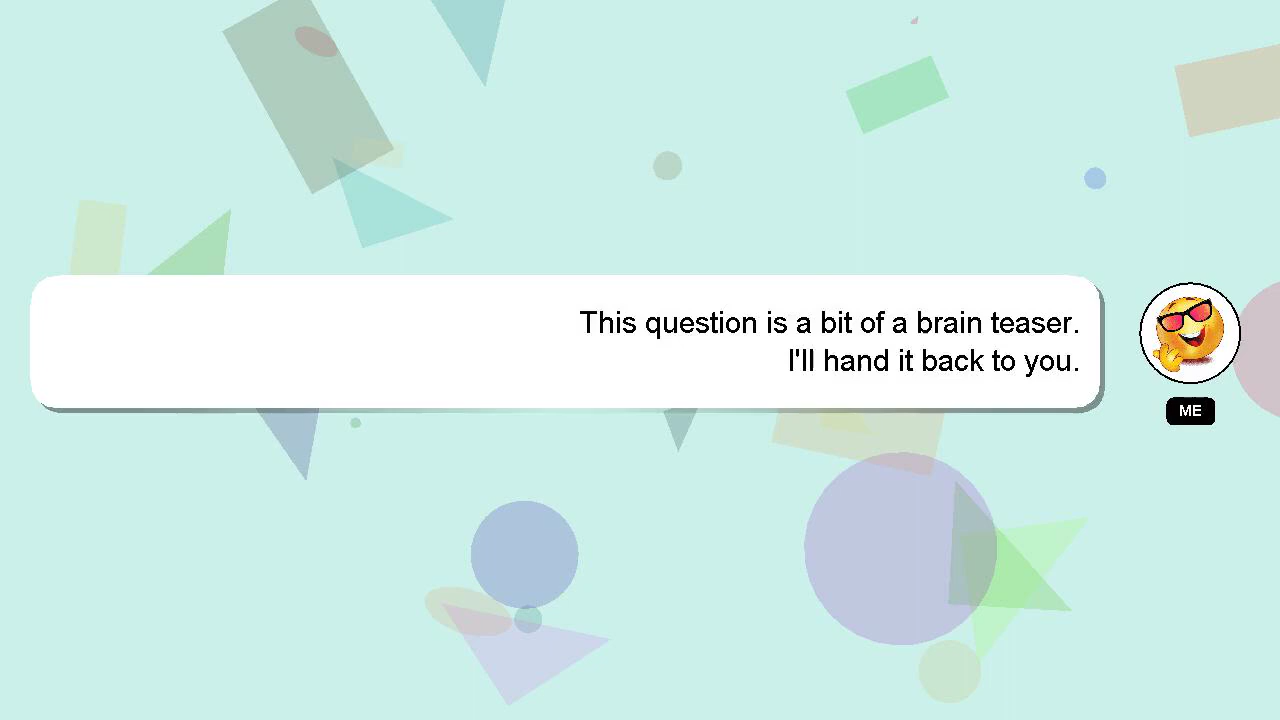 This question is a bit of a brain teaser.
I'll hand it back to you.
ME